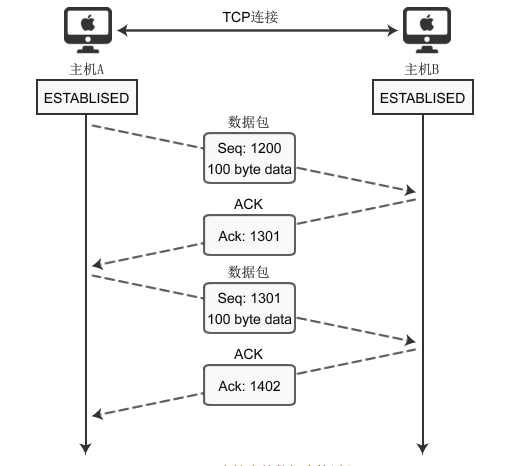 TCP连接
主机A
主机B
ESTABLISED
ESTABLISED
数据包
Seq: 1200
100 byte data
ACK
Ack: 1301
数据包
Seq: 1301
100 byte data
ACK
Ack: 1402